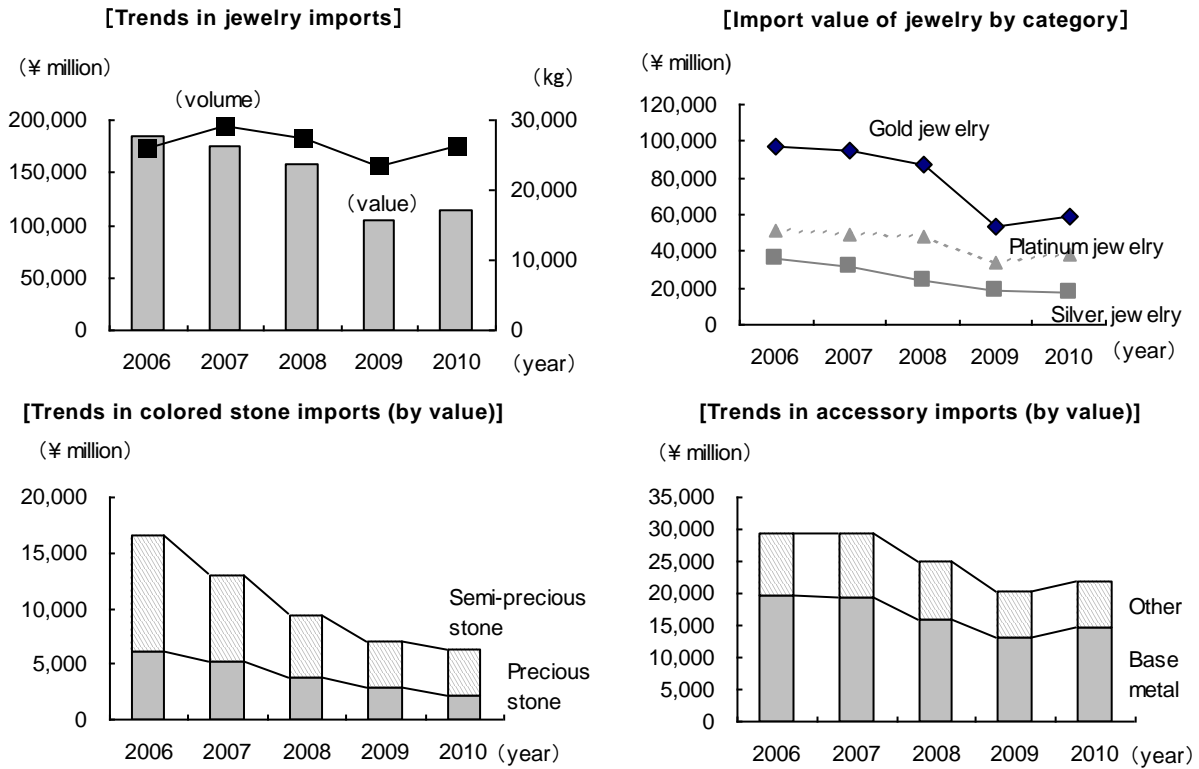 [Trends in jewelry imports]
(¥ million)
(kg)
(volume)
(value)
200,000
150,000
100,000
50,000
0
30,000
20,000
10,000
0
2006 2007 2008 2009 2010 (year)
[Import value of jewelry by category]
(¥ million)
120,000
100,000
80,000
60,000
40,000
20,000
0
Gold jewelry
Platinum jewelry
Silver jewelry
2006 2007 2008 2009 2010 (year)
[Trends in colored stone imports (by value)]
(¥ million)
20,000
15,000
10,000
5,000
0
Semi-precious
stone
Precious
stone
2006 2007 2008 2009 2010 (year)
[Trends in accessory imports (by value)]
(¥ million)
35,000
30,000
25,000
20,000
15,000
10,000
5,000
0
Other
Base
metal
2006 2007 2008 2009 2010 (year)